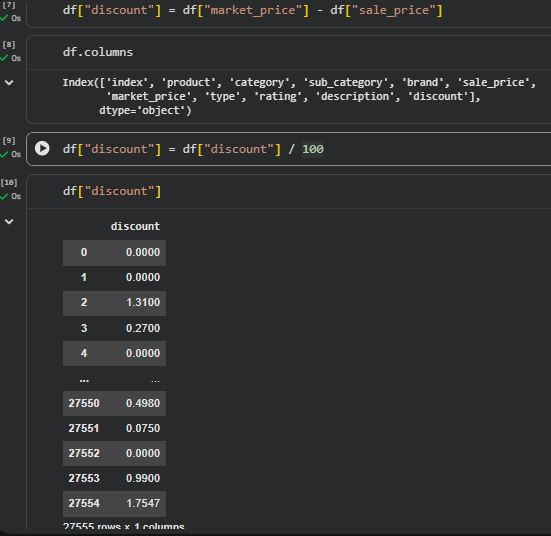 [7]
0s
df["discount"] = df["market_price"] - df["sale_price"]
[8]
0s
df.columns
Index(['index', 'product', 'category', 'sub_category', 'brand', 'sale_price',
'market_price', 'type', 'rating', 'description', 'discount'],
dtype='object')
[9]
0s
df["discount"] = df["discount"] / 100
[10]
0s
df["discount"]
discount
0 0.0000
1 0.0000
2 1.3100
3 0.2700
4 0.0000
... ...
27550 0.4980
27551 0.0750
27552 0.0000
27553 0.9900
27554 1.7547
27555 rows × 1 columns